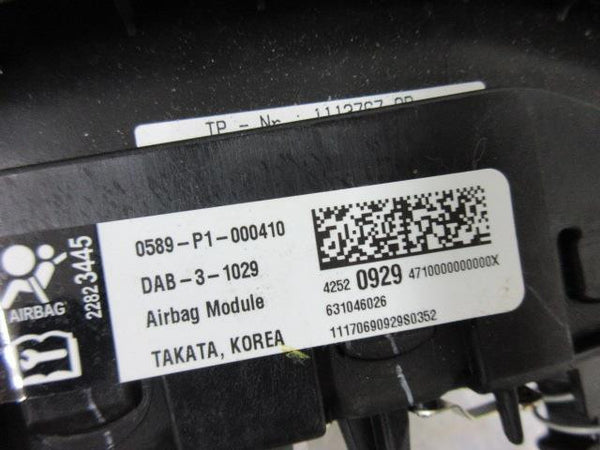 TP - Nr.:
0589-P1-000410
DAB-3-1029
Airbag Module
TAKATA, KOREA
4252 0929 4710000000000X
631046026
11170690929S0352
AIRBAG
2282 3445